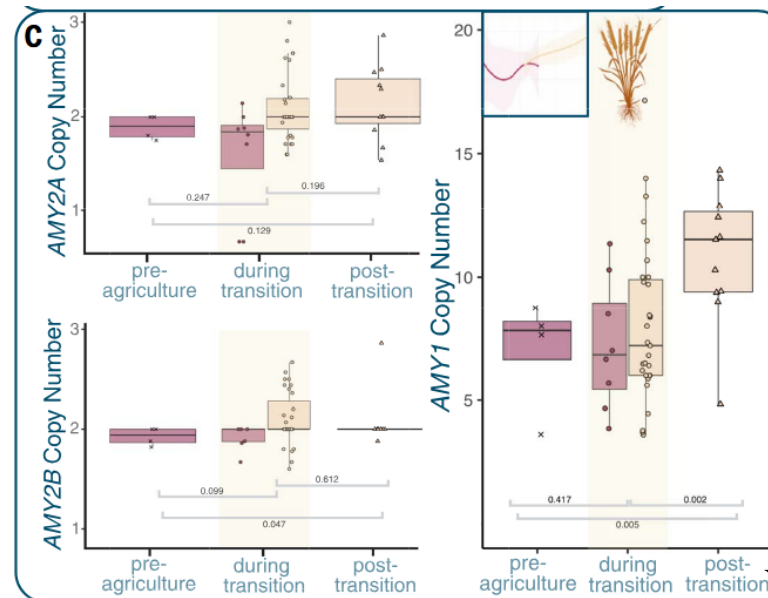 C
AMY2A Copy Number
3
2
1
0.247
0.196
0.129
pre-
agriculture
during
transition
post-
transition
AMY2B Copy Number
3
2
1
0.099
0.612
0.047
pre-
agriculture
during
transition
post-
transition
AMY1 Copy Number
20
15
10
5
0.417
0.002
0.005
pre-
agriculture
during
transition
post-
transition